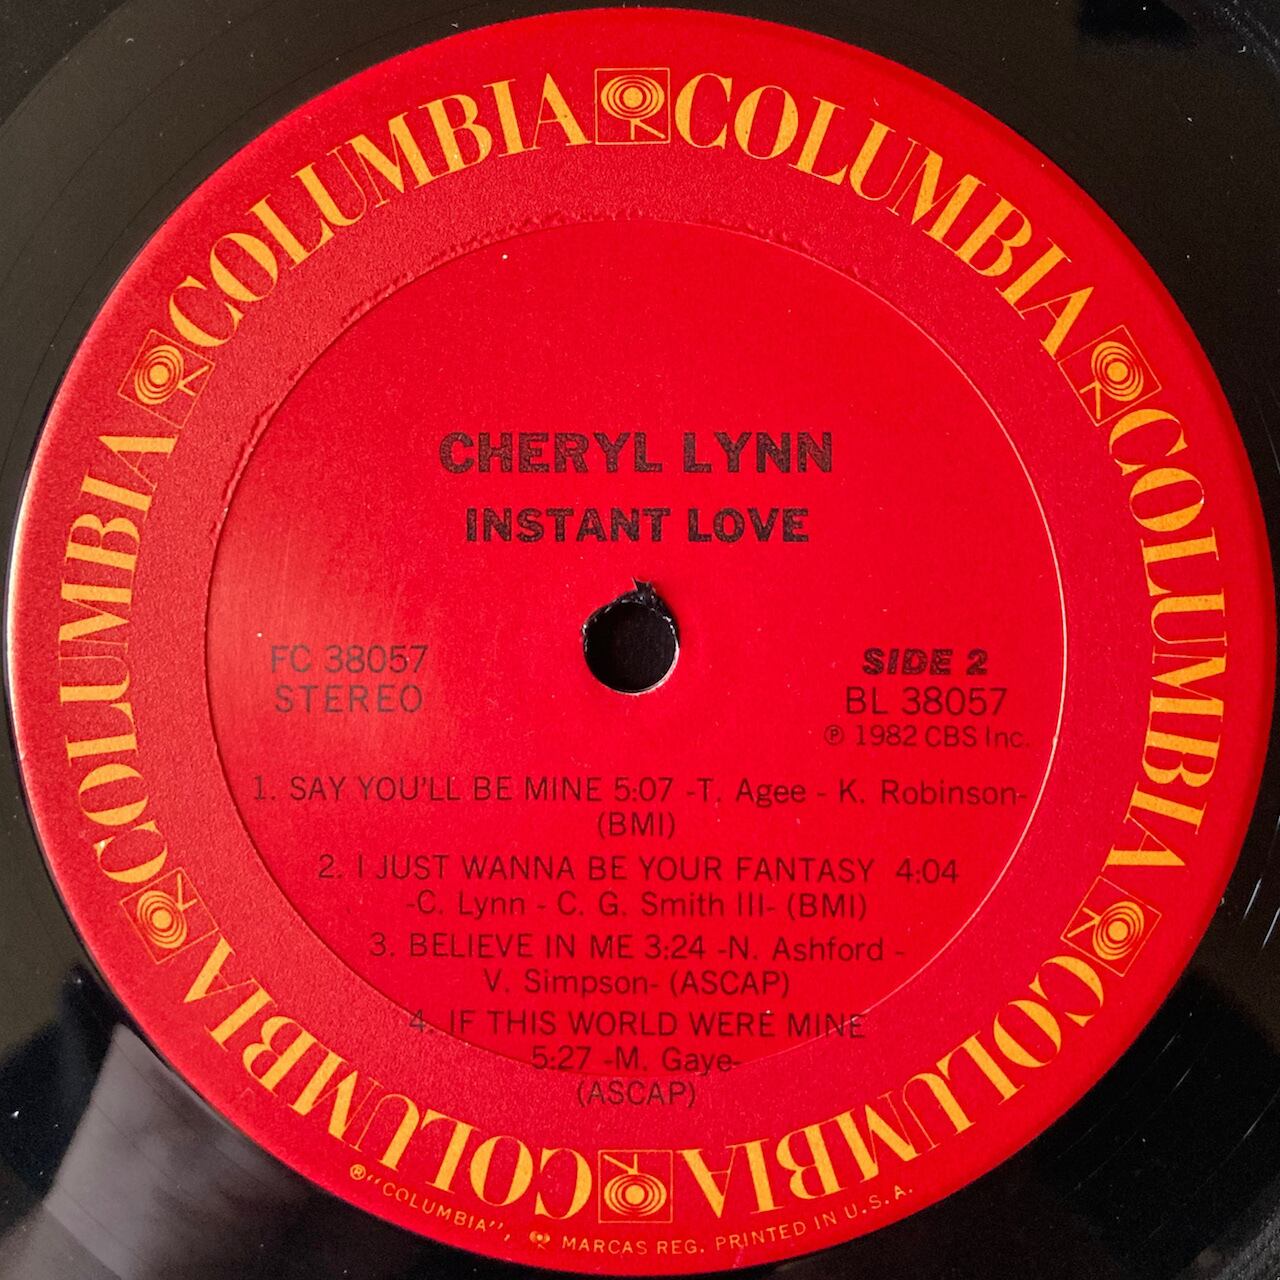 COLUMBIA COLUMBIA COLUMBIA COLUMBIA COLUMBIA COLUMBIA
CHERYL LYNN
INSTANT LOVE
FC 38057
STEREO
SIDE 2
BL 38057
℗ 1982 CBS Inc.
1. SAY YOU'LL BE MINE 5:07 -T. Agee - K. Robinson-
(BMI)
2. I JUST WANNA BE YOUR FANTASY 4:04
-C. Lynn - C. G. Smith III- (BMI)
3. BELIEVE IN ME 3:24 -N. Ashford -
V. Simpson- (ASCAP)
4. IF THIS WORLD WERE MINE
5:27 -M. Gaye-
(ASCAP)
® "COLUMBIA", MARCAS REG. PRINTED IN U.S.A.